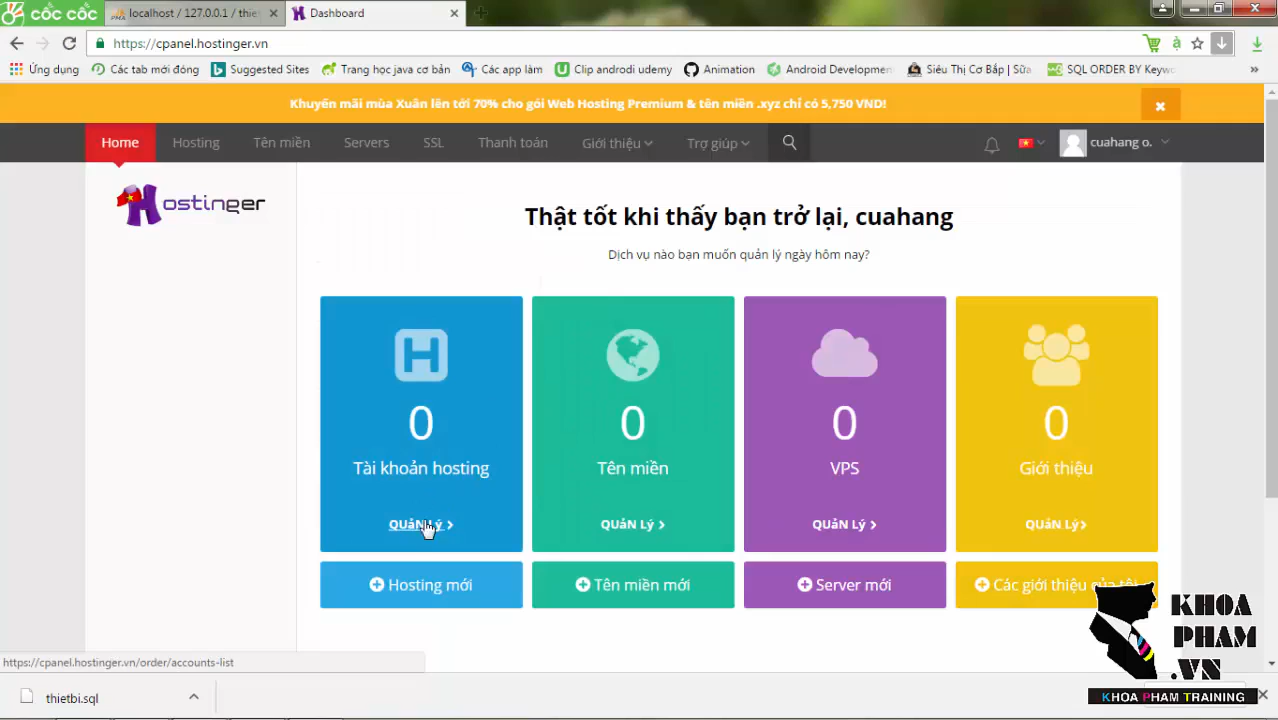 cốc cốc
localhost / 127.0.0.1 / thiet
Dashboard
https://cpanel.hostinger.vn
Ứng dụng
Các tab mới đóng
Suggested Sites
Trang học java cơ bản
Các app làm
Clip androdi udemy
Animation
Android Developmen
Siêu Thị Cơ Bắp | Sữa
SQL ORDER BY Keyw
Khuyến mãi mùa Xuân lên tới 70% cho gói Web Hosting Premium & tên miền .xyz chỉ có 5,750 VND!
Home
Hosting
Tên miền
Servers
SSL
Thanh toán
Giới thiệu
Trợ giúp
cuahang o.
Hostinger
Thật tốt khi thấy bạn trở lại, cuahang
Dịch vụ nào bạn muốn quản lý ngày hôm nay?
H
0
Tài khoản hosting
QUảN Lý
Hosting mới
0
Tên miền
QUảN Lý
Tên miền mới
0
VPS
QUảN Lý
Server mới
0
Giới thiệu
QUảN Lý
Các giới thiệu của tôi
https://cpanel.hostinger.vn/order/accounts-list
thietbi.sql
KHOA
PHAM
.VN
KHOA PHAM TRAINING